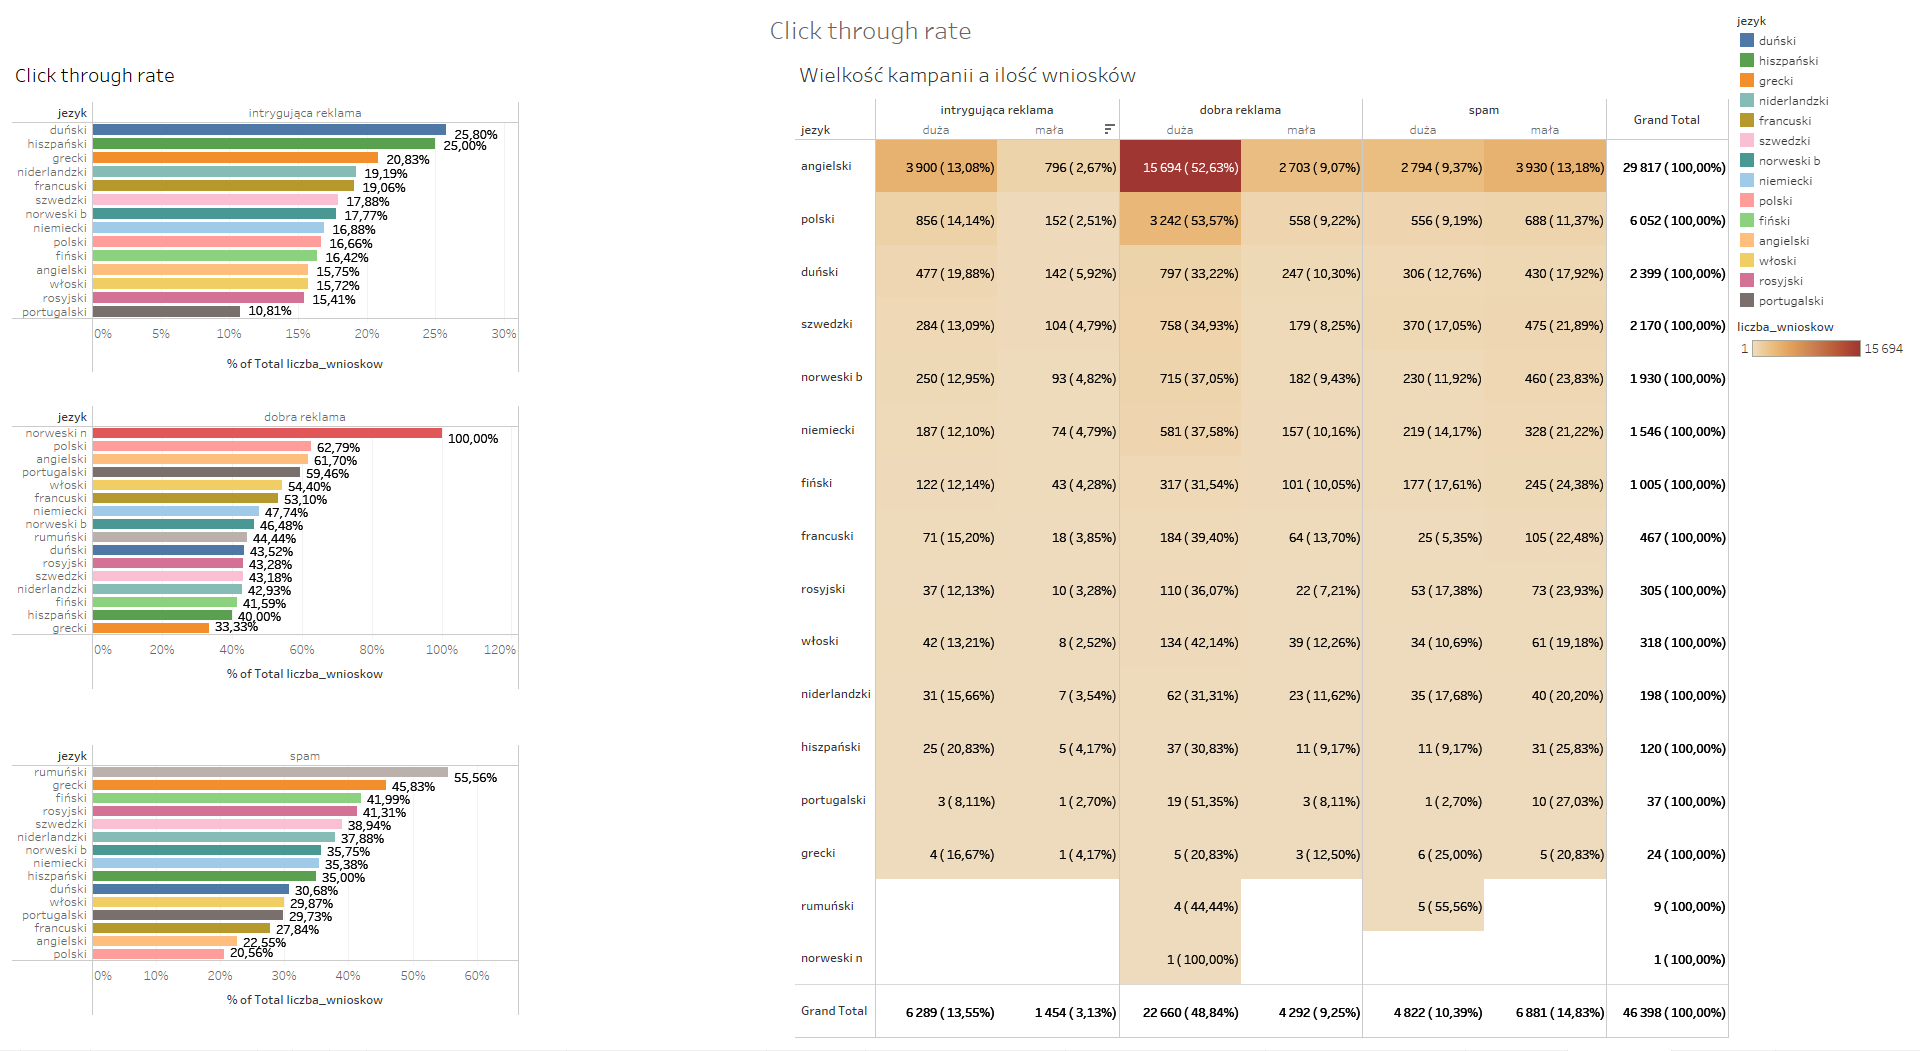 Click through rate
Click through rate
jezyk intrygująca reklama
duński 25,80%
hiszpański 25,00%
grecki 20,83%
niderlandzki 19,19%
francuski 19,06%
szwedzki 17,88%
norweski b 17,77%
niemiecki 16,88%
polski 16,66%
fiński 16,42%
angielski 15,75%
włoski 15,72%
rosyjski 15,41%
portugalski 10,81%
0% 5% 10% 15% 20% 25% 30%
% of Total liczba_wnioskow
jezyk dobra reklama
norweski n 100,00%
polski 62,79%
angielski 61,70%
portugalski 59,46%
włoski 54,40%
francuski 53,10%
niemiecki 47,74%
norweski b 46,48%
rumuński 44,44%
duński 43,52%
rosyjski 43,28%
szwedzki 43,18%
niderlandzki 42,93%
fiński 41,59%
hiszpański 40,00%
grecki 33,33%
0% 20% 40% 60% 80% 100% 120%
% of Total liczba_wnioskow
jezyk spam
rumuński 55,56%
grecki 45,83%
fiński 41,99%
rosyjski 41,31%
szwedzki 38,94%
niderlandzki 37,88%
norweski b 35,75%
niemiecki 35,38%
hiszpański 35,00%
duński 30,68%
włoski 29,87%
portugalski 29,73%
francuski 27,84%
angielski 22,55%
polski 20,56%
0% 10% 20% 30% 40% 50% 60%
% of Total liczba_wnioskow
Wielkość kampanii a ilość wniosków
intrygująca reklama dobra reklama spam
jezyk duża mała duża mała duża mała Grand Total
angielski 3 900 ( 13,08%) 796 ( 2,67%) 15 694 ( 52,63%) 2 703 ( 9,07%) 2 794 ( 9,37%) 3 930 ( 13,18%) 29 817 ( 100,00%)
polski 856 ( 14,14%) 152 ( 2,51%) 3 242 ( 53,57%) 558 ( 9,22%) 556 ( 9,19%) 688 ( 11,37%) 6 052 ( 100,00%)
duński 477 ( 19,88%) 142 ( 5,92%) 797 ( 33,22%) 247 ( 10,30%) 306 ( 12,76%) 430 ( 17,92%) 2 399 ( 100,00%)
szwedzki 284 ( 13,09%) 104 ( 4,79%) 758 ( 34,93%) 179 ( 8,25%) 370 ( 17,05%) 475 ( 21,89%) 2 170 ( 100,00%)
norweski b 250 ( 12,95%) 93 ( 4,82%) 715 ( 37,05%) 182 ( 9,43%) 230 ( 11,92%) 460 ( 23,83%) 1 930 ( 100,00%)
niemiecki 187 ( 12,10%) 74 ( 4,79%) 581 ( 37,58%) 157 ( 10,16%) 219 ( 14,17%) 328 ( 21,22%) 1 546 ( 100,00%)
fiński 122 ( 12,14%) 43 ( 4,28%) 317 ( 31,54%) 101 ( 10,05%) 177 ( 17,61%) 245 ( 24,38%) 1 005 ( 100,00%)
francuski 71 ( 15,20%) 18 ( 3,85%) 184 ( 39,40%) 64 ( 13,70%) 25 ( 5,35%) 105 ( 22,48%) 467 ( 100,00%)
rosyjski 37 ( 12,13%) 10 ( 3,28%) 110 ( 36,07%) 22 ( 7,21%) 53 ( 17,38%) 73 ( 23,93%) 305 ( 100,00%)
włoski 42 ( 13,21%) 8 ( 2,52%) 134 ( 42,14%) 39 ( 12,26%) 34 ( 10,69%) 61 ( 19,18%) 318 ( 100,00%)
niderlandzki 31 ( 15,66%) 7 ( 3,54%) 62 ( 31,31%) 23 ( 11,62%) 35 ( 17,68%) 40 ( 20,20%) 198 ( 100,00%)
hiszpański 25 ( 20,83%) 5 ( 4,17%) 37 ( 30,83%) 11 ( 9,17%) 11 ( 9,17%) 31 ( 25,83%) 120 ( 100,00%)
portugalski 3 ( 8,11%) 1 ( 2,70%) 19 ( 51,35%) 3 ( 8,11%) 1 ( 2,70%) 10 ( 27,03%) 37 ( 100,00%)
grecki 4 ( 16,67%) 1 ( 4,17%) 5 ( 20,83%) 3 ( 12,50%) 6 ( 25,00%) 5 ( 20,83%) 24 ( 100,00%)
rumuński 4 ( 44,44%) 5 ( 55,56%) 9 ( 100,00%)
norweski n 1 ( 100,00%) 1 ( 100,00%)
Grand Total 6 289 ( 13,55%) 1 454 ( 3,13%) 22 660 ( 48,84%) 4 292 ( 9,25%) 4 822 ( 10,39%) 6 881 ( 14,83%) 46 398 ( 100,00%)
jezyk
duński
hiszpański
grecki
niderlandzki
francuski
szwedzki
norweski b
niemiecki
polski
fiński
angielski
włoski
rosyjski
portugalski
liczba_wnioskow
1 15 694